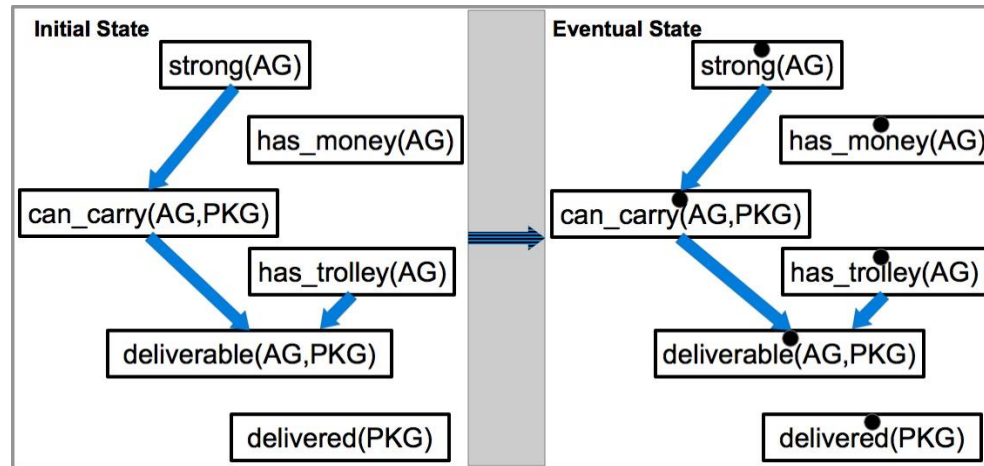 Initial State
strong(AG)
has_money(AG)
can_carry(AG,PKG)
has_trolley(AG)
deliverable(AG,PKG)
delivered(PKG)
Eventual State
strong(AG)
has_money(AG)
can_carry(AG,PKG)
has_trolley(AG)
deliverable(AG,PKG)
delivered(PKG)